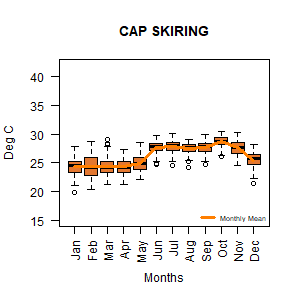 CAP SKIRING
Deg C
40
35
30
25
20
15
Monthly Mean
Jan
Feb
Mar
Apr
May
Jun
Jul
Aug
Sep
Oct
Nov
Dec
Months